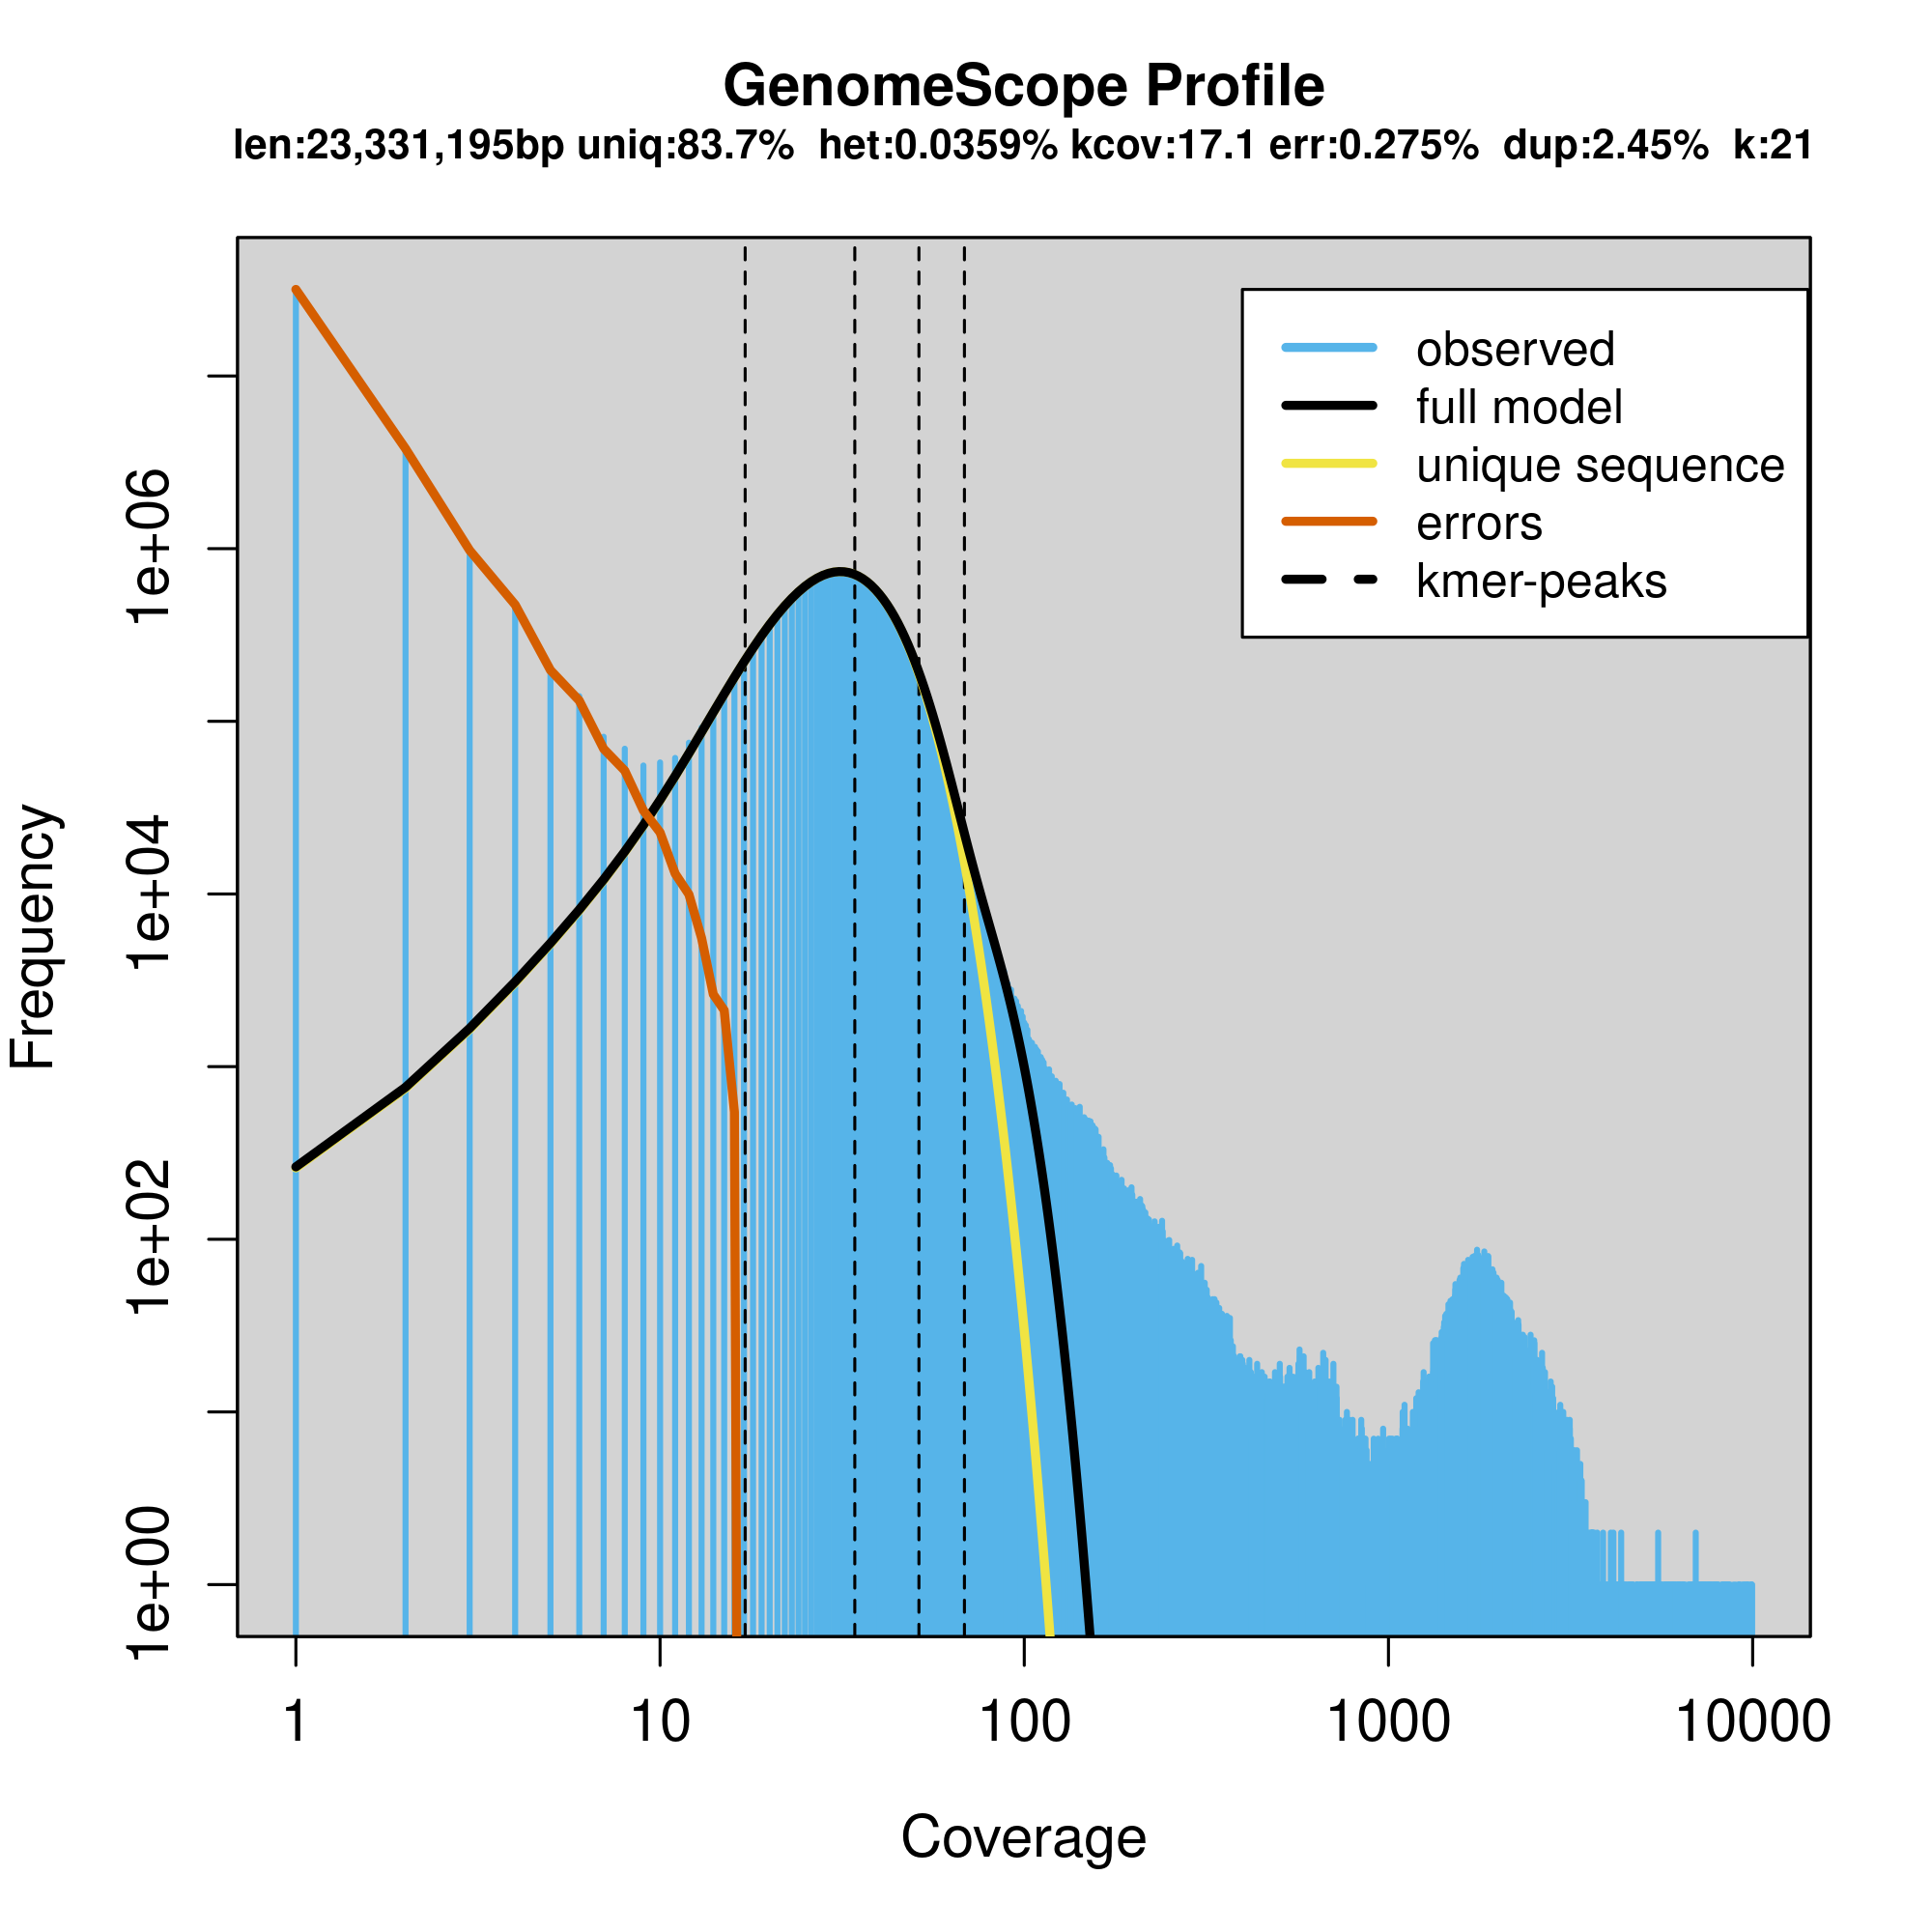 GenomeScope Profile
len:23,331,195bp uniq:83.7% het:0.0359% kcov:17.1 err:0.275% dup:2.45% k:21
observed
full model
unique sequence
errors
kmer-peaks
Frequency
1e+06
1e+04
1e+02
1e+00
1 10 100 1000 10000
Coverage